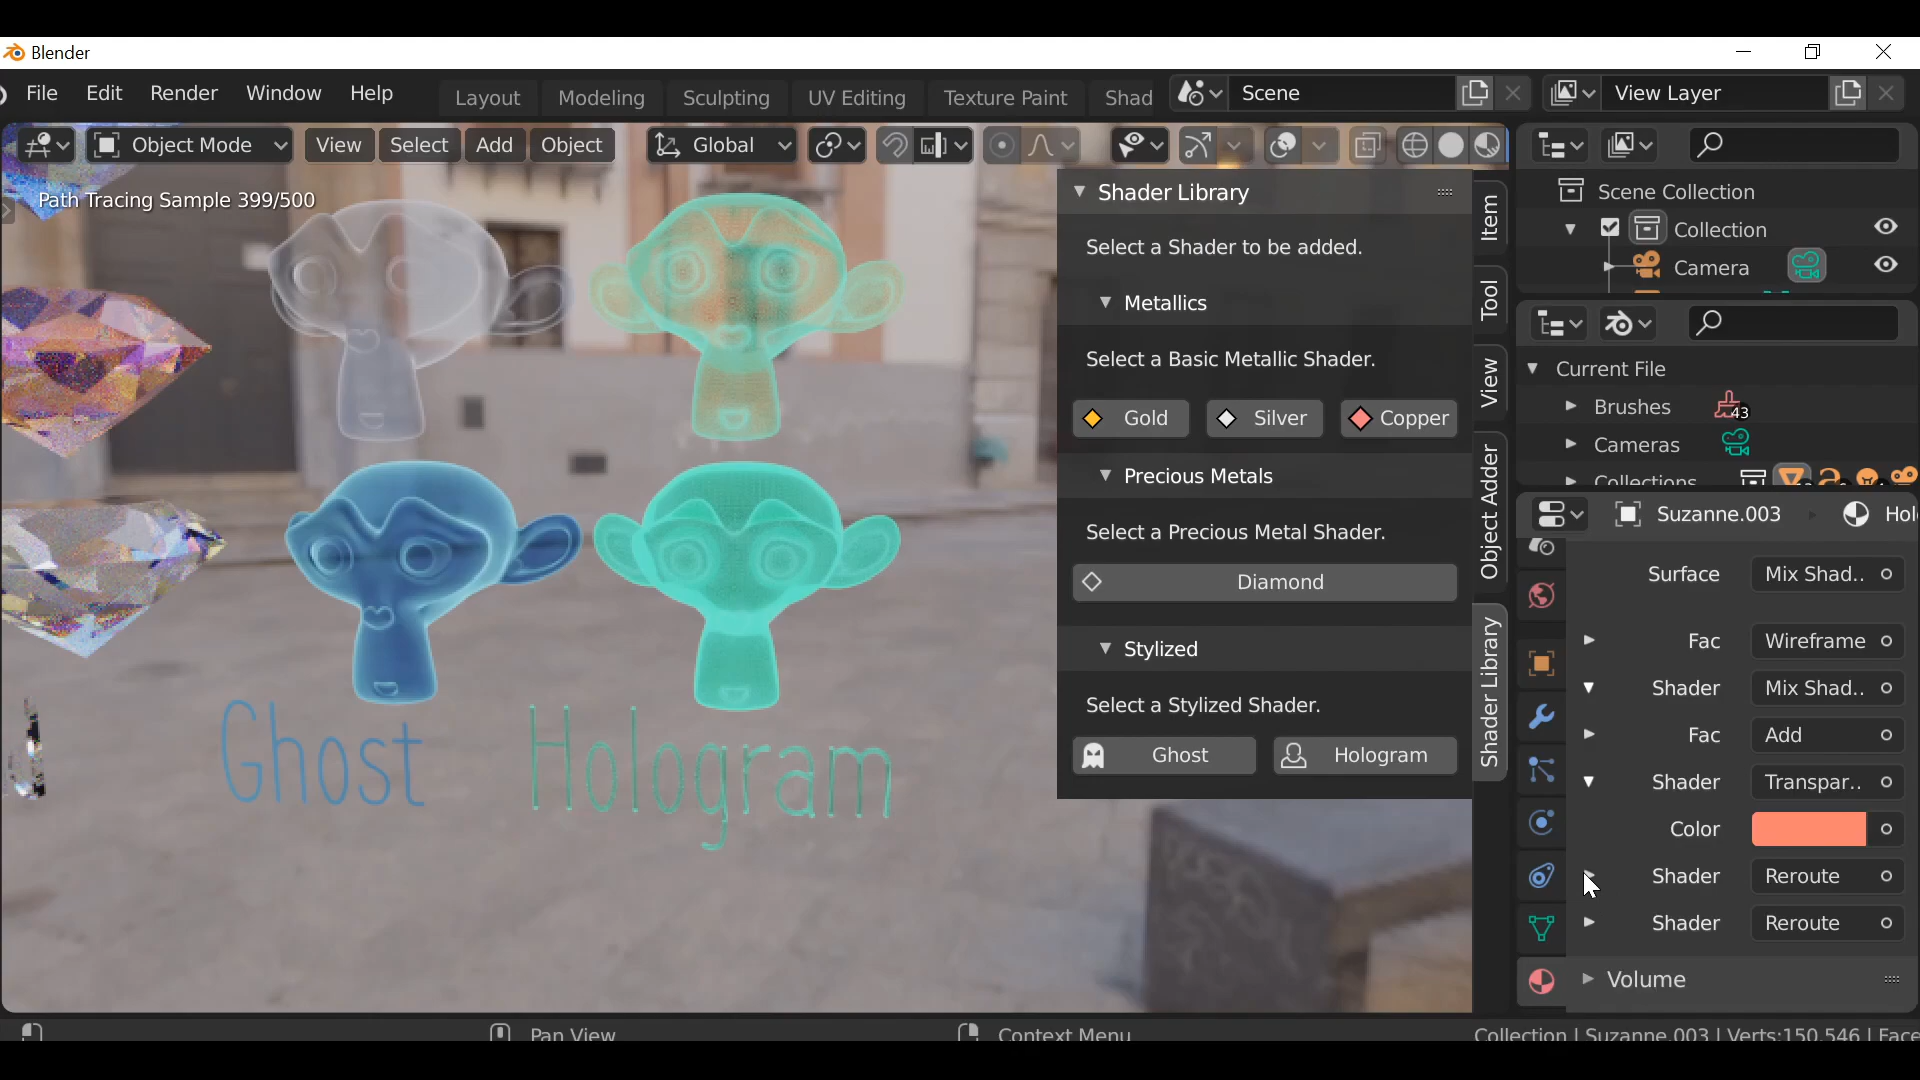 Blender
File Edit Render Window Help Layout Modeling Sculpting UV Editing Texture Paint Shad Scene View Layer
Object Mode View Select Add Object Global
Path Tracing Sample 399/500
Shader Library
Select a Shader to be added.
Metallics
Select a Basic Metallic Shader.
Gold Silver Copper
Precious Metals
Select a Precious Metal Shader.
Diamond
Stylized
Select a Stylized Shader.
Ghost Hologram
Item
Tool
View
Object Adder
Shader Library
Ghost Hologram
Scene Collection
Collection
Camera
Current File
Brushes 43
Cameras
Collections
Suzanne.003 Hol
Surface Mix Shad..
Fac Wireframe
Shader Mix Shad..
Fac Add
Shader Transpar..
Color
Shader Reroute
Shader Reroute
Volume
Pan View Context Menu Collection | Suzanne.003 | Verts:150,546 | Face